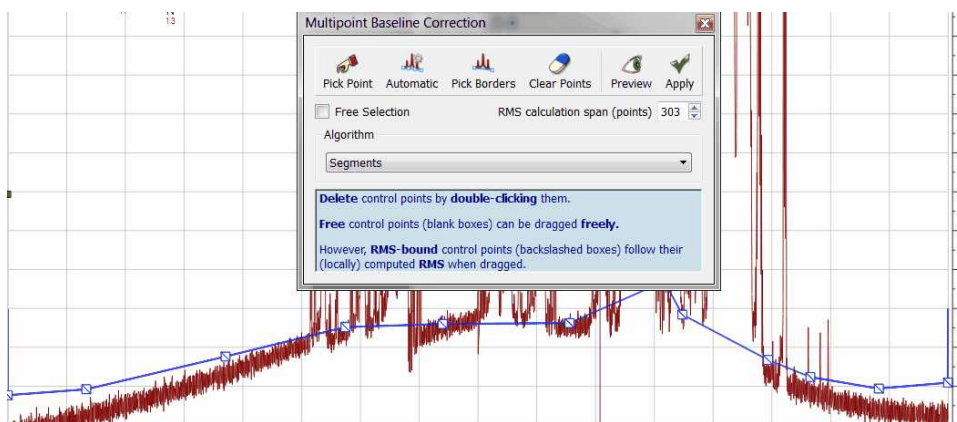 Multipoint Baseline Correction
Pick Point Automatic Pick Borders Clear Points Preview Apply
Free Selection RMS calculation span (points) 303
Algorithm
Segments
Delete control points by double-clicking them.
Free control points (blank boxes) can be dragged freely.
However, RMS-bound control points (backslashed boxes) follow their
(locally) computed RMS when dragged.
13